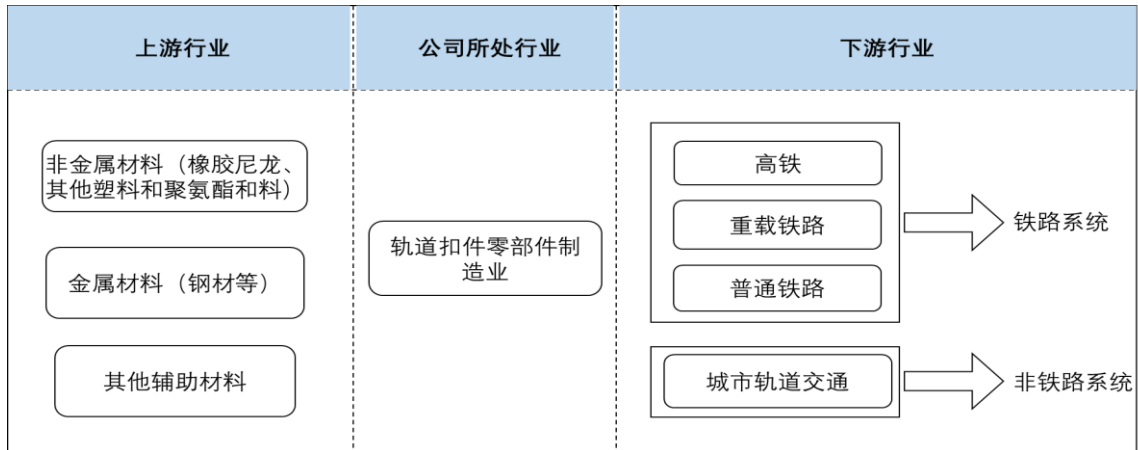 上游行业
公司所处行业
下游行业
非金属材料（橡胶尼龙、
其他塑料和聚氨酯和料）
金属材料（钢材等）
其他辅助材料
轨道扣件零部件制
造业
高铁
重载铁路
普通铁路
铁路系统
城市轨道交通
非铁路系统